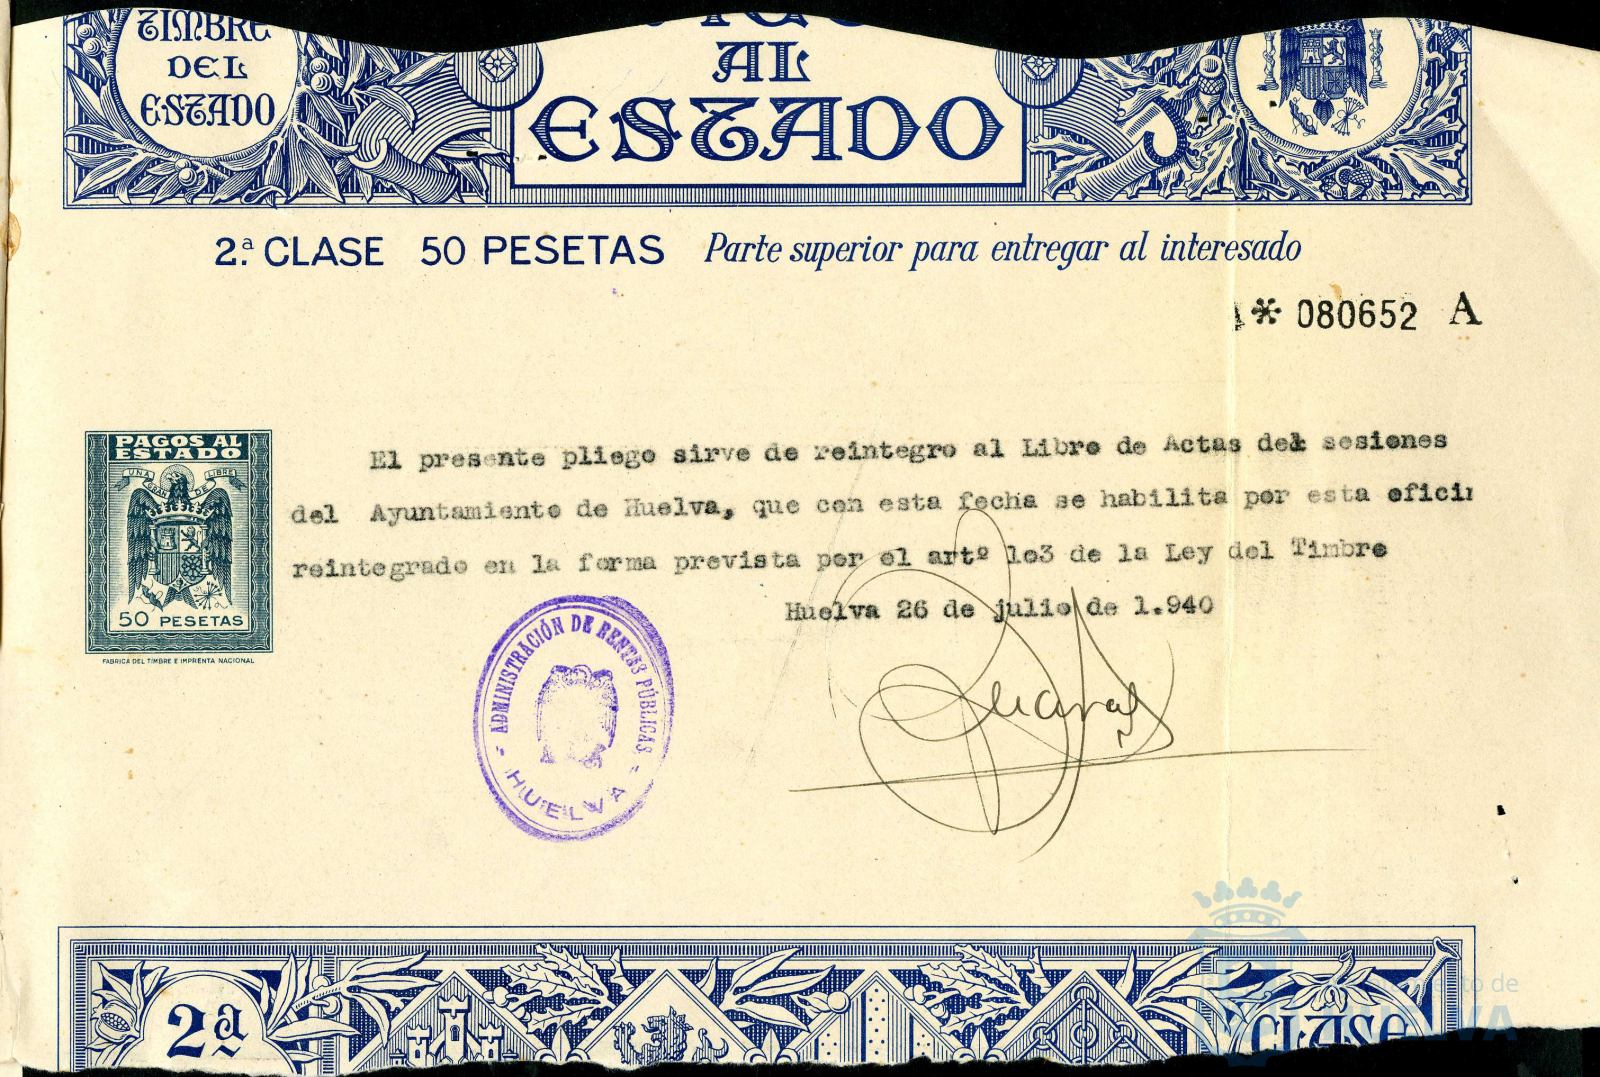 TIMBRE
DEL
ESTADO
AL
ESTADO
2.ª CLASE 50 PESETAS Parte superior para entregar al interesado
* 080652 A
PAGOS AL
ESTADO
UNA GRANDE LIBRE
50 PESETAS
FABRICA DEL TIMBRE E IMPRENTA NACIONAL
El presente pliego sirve de reintegro al Libro de Actas de sesiones
del Ayuntamiento de Huelva, que con esta fecha se habilita por esta ofici
reintegrado en la forma prevista por el artº 1o3 de la Ley del Timbre
Huelva 26 de julio de 1.940
- ADMINISTRACIÓN DE RENTAS PÚBLICAS -
HUELVA
2ª
CLASE